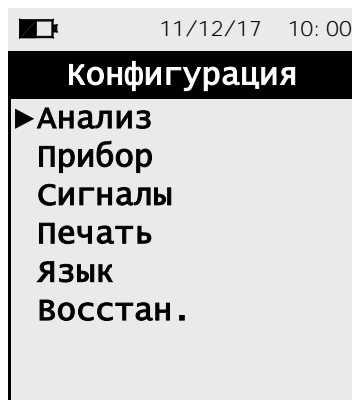 11/12/17 10:00
Конфигурация
Анализ
Прибор
Сигналы
Печать
Язык
Восстан.